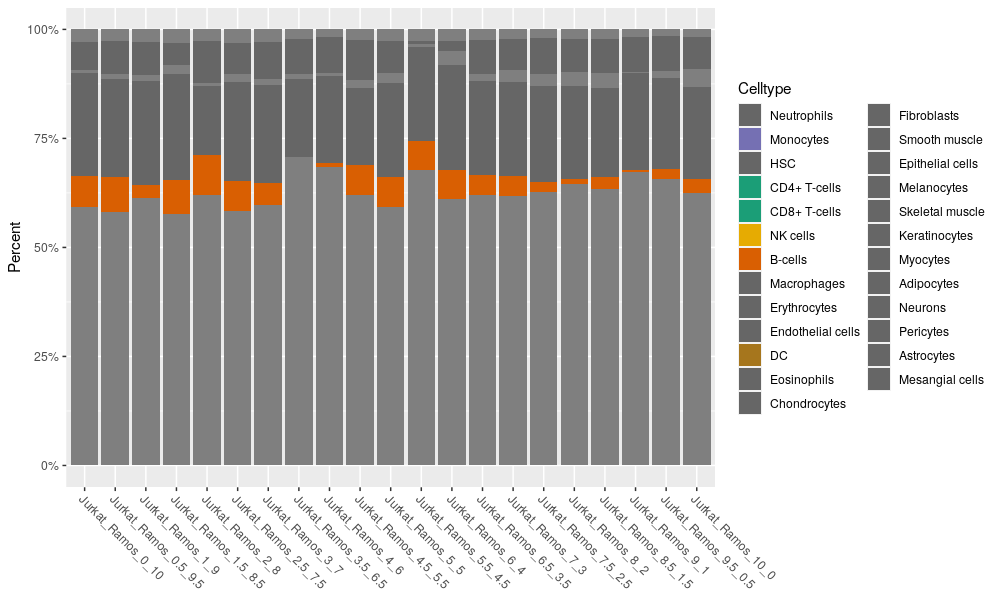 100%
75%
50%
25%
0%
Percent
Jurkat_Ramos_0_10
Jurkat_Ramos_0.5_9.5
Jurkat_Ramos_1_9
Jurkat_Ramos_1.5_8.5
Jurkat_Ramos_2_8
Jurkat_Ramos_2.5_7.5
Jurkat_Ramos_3_7
Jurkat_Ramos_3.5_6.5
Jurkat_Ramos_4_6
Jurkat_Ramos_4.5_5.5
Jurkat_Ramos_5_5
Jurkat_Ramos_5.5_4.5
Jurkat_Ramos_6_4
Jurkat_Ramos_6.5_3.5
Jurkat_Ramos_7_3
Jurkat_Ramos_7.5_2.5
Jurkat_Ramos_8_2
Jurkat_Ramos_8.5_1.5
Jurkat_Ramos_9_1
Jurkat_Ramos_9.5_0.5
Jurkat_Ramos_10_0
Celltype
Neutrophils
Monocytes
HSC
CD4+ T-cells
CD8+ T-cells
NK cells
B-cells
Macrophages
Erythrocytes
Endothelial cells
DC
Eosinophils
Chondrocytes
Fibroblasts
Smooth muscle
Epithelial cells
Melanocytes
Skeletal muscle
Keratinocytes
Myocytes
Adipocytes
Neurons
Pericytes
Astrocytes
Mesangial cells